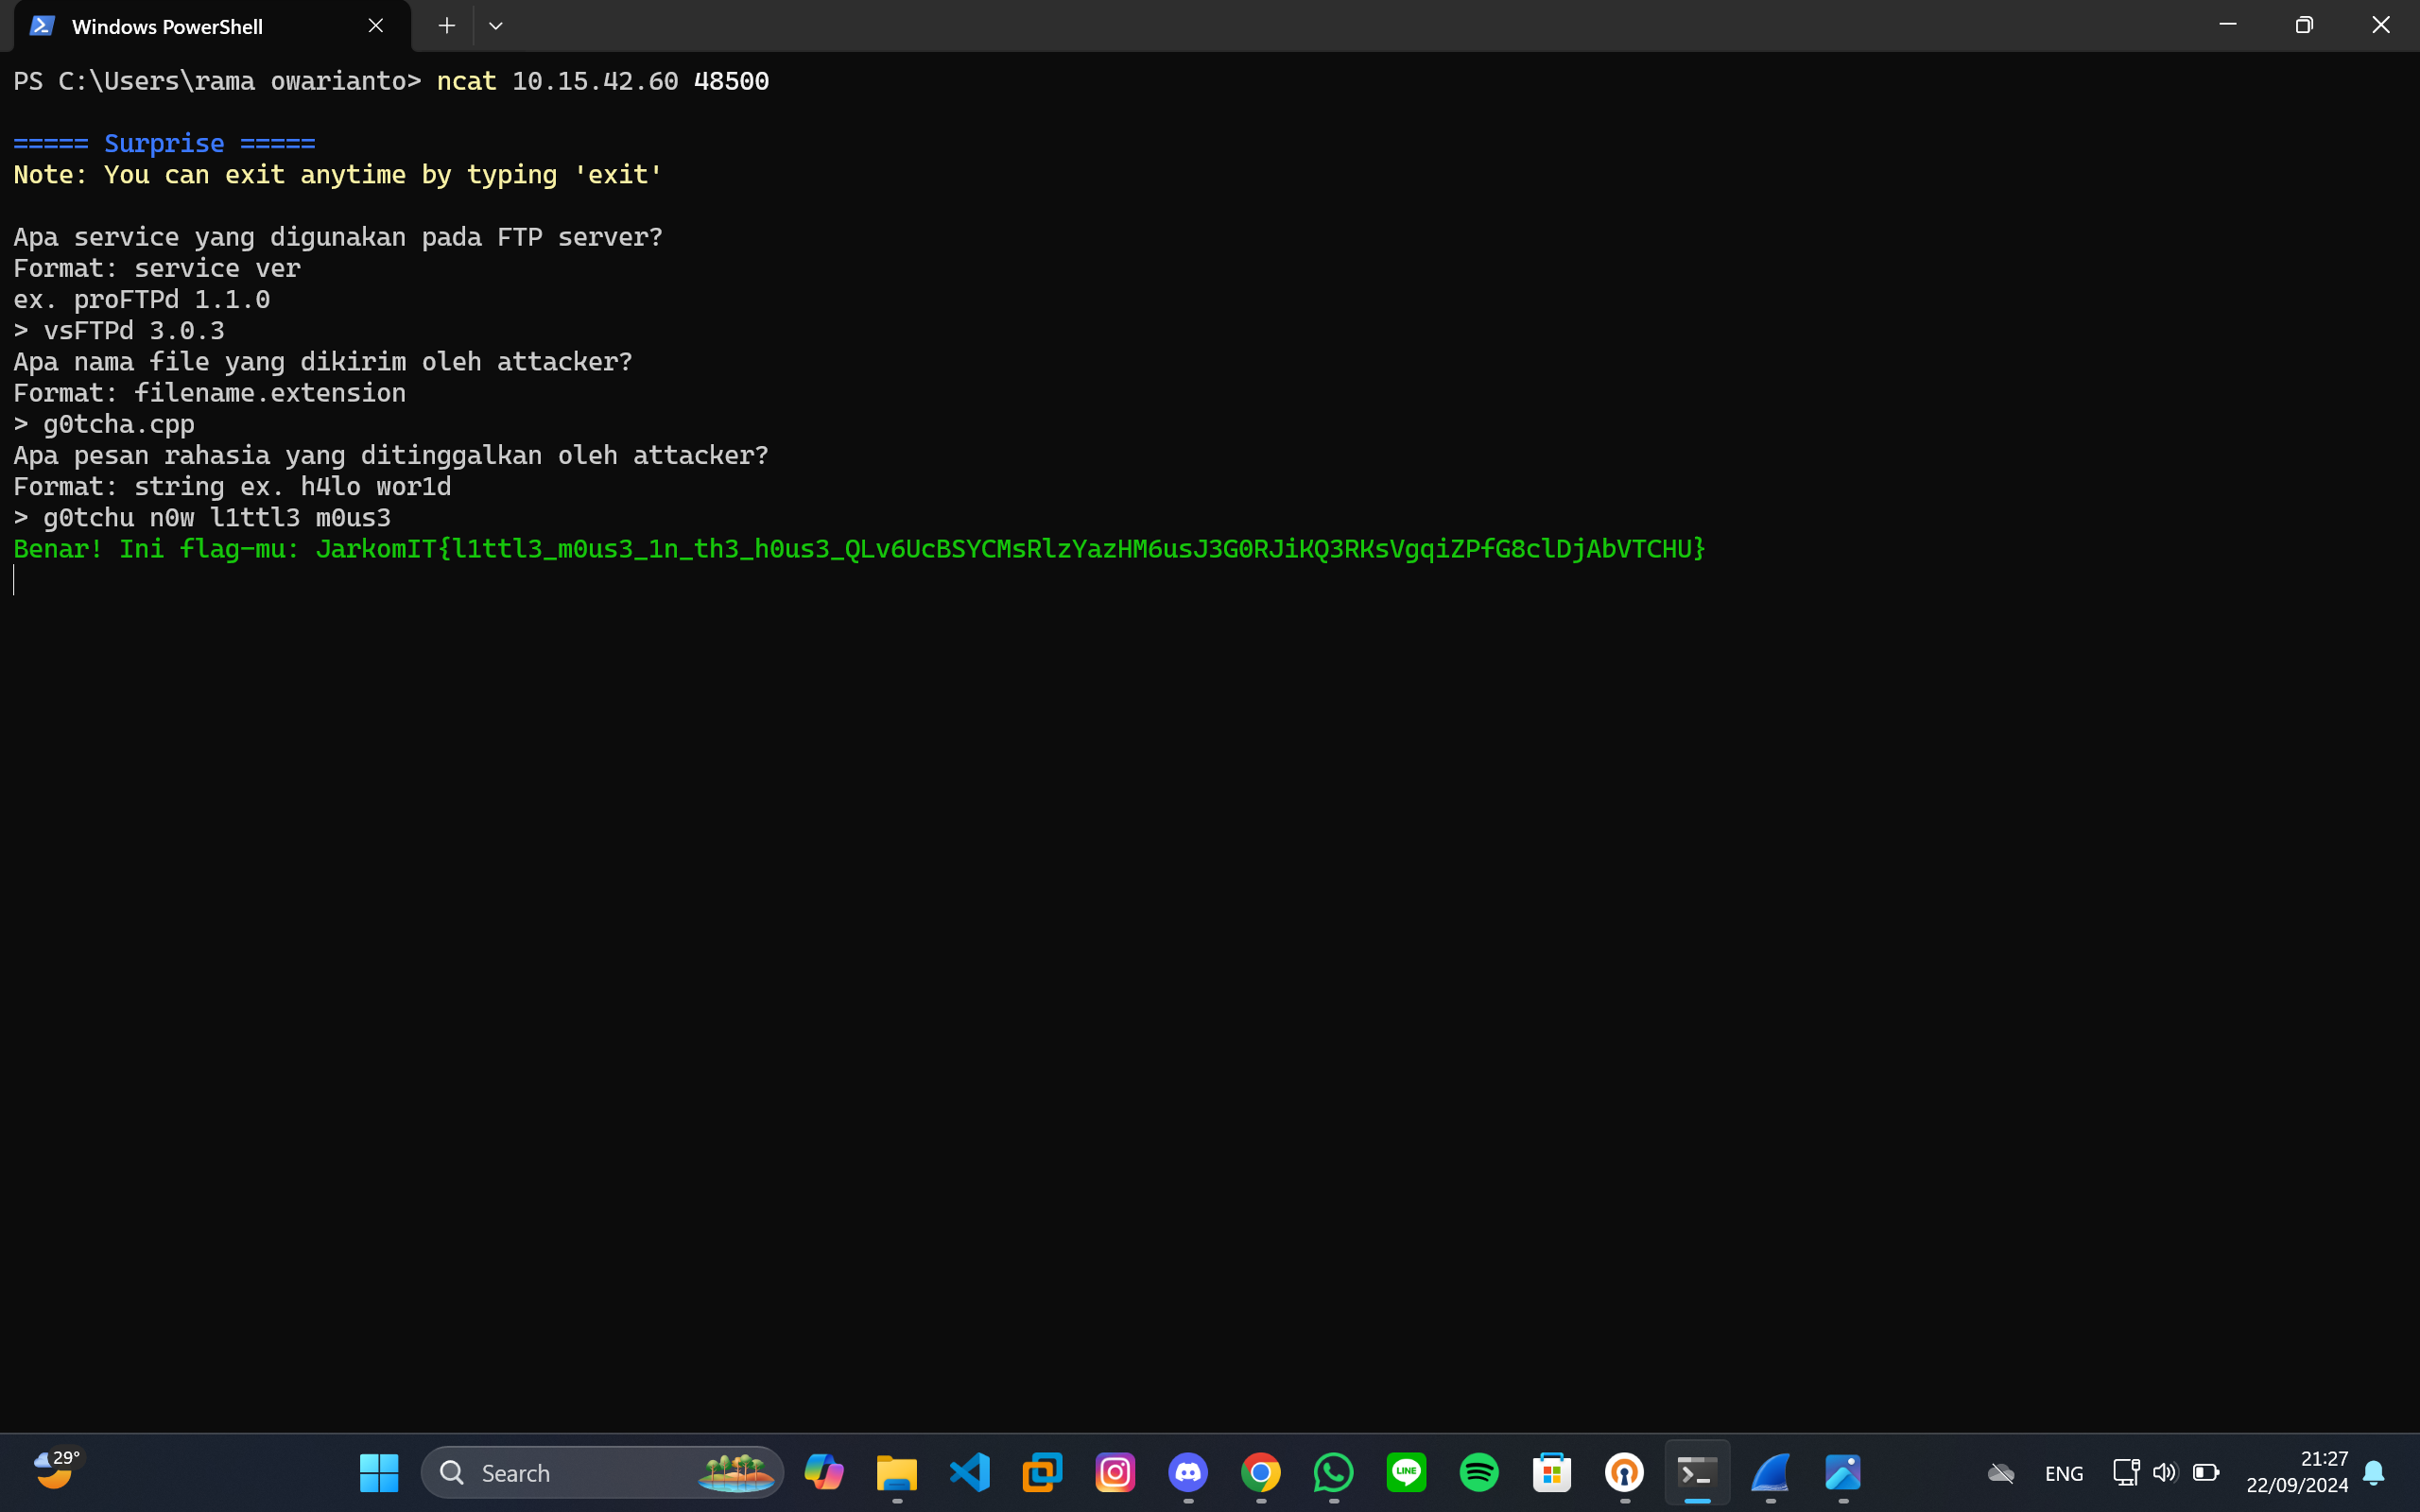 Windows PowerShell
PS C:\Users\rama owarianto> ncat 10.15.42.60 48500
===== Surprise =====
Note: You can exit anytime by typing 'exit'
Apa service yang digunakan pada FTP server?
Format: service ver
ex. proFTPd 1.1.0
> vsFTPd 3.0.3
Apa nama file yang dikirim oleh attacker?
Format: filename.extension
> g0tcha.cpp
Apa pesan rahasia yang ditinggalkan oleh attacker?
Format: string ex. h4lo wor1d
> g0tchu n0w l1ttl3 m0us3
Benar! Ini flag-mu: JarkomIT{l1ttl3_m0us3_1n_th3_h0us3_QLv6UcBSYCMsRlzYazHM6usJ3G0RJiKQ3RKsVgqiZPfG8clDjAbVTCHU}
29°
Search
LINE
ENG
21:27
22/09/2024